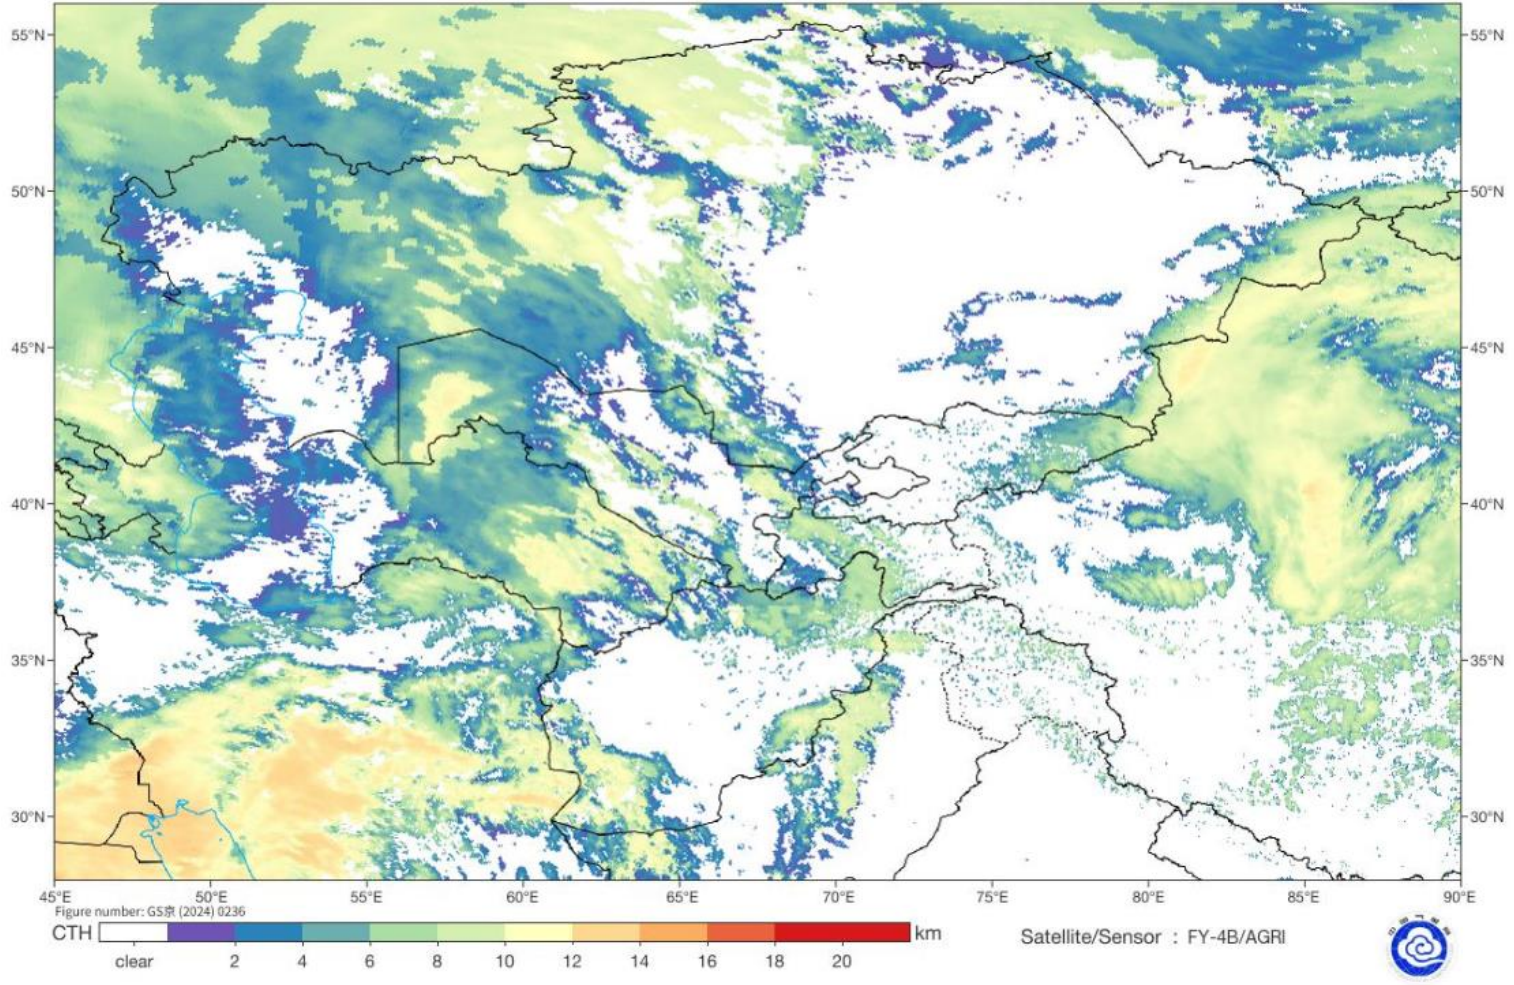 55°N
55°N
50°N
50°N
45°N
45°N
40°N
40°N
35°N
35°N
30°N
30°N
45°E 50°E 55°E 60°E 65°E 70°E 75°E 80°E 85°E 90°E
Figure number: GS京 (2024) 0236
CTH km
clear 2 4 6 8 10 12 14 16 18 20
Satellite/Sensor : FY-4B/AGRI